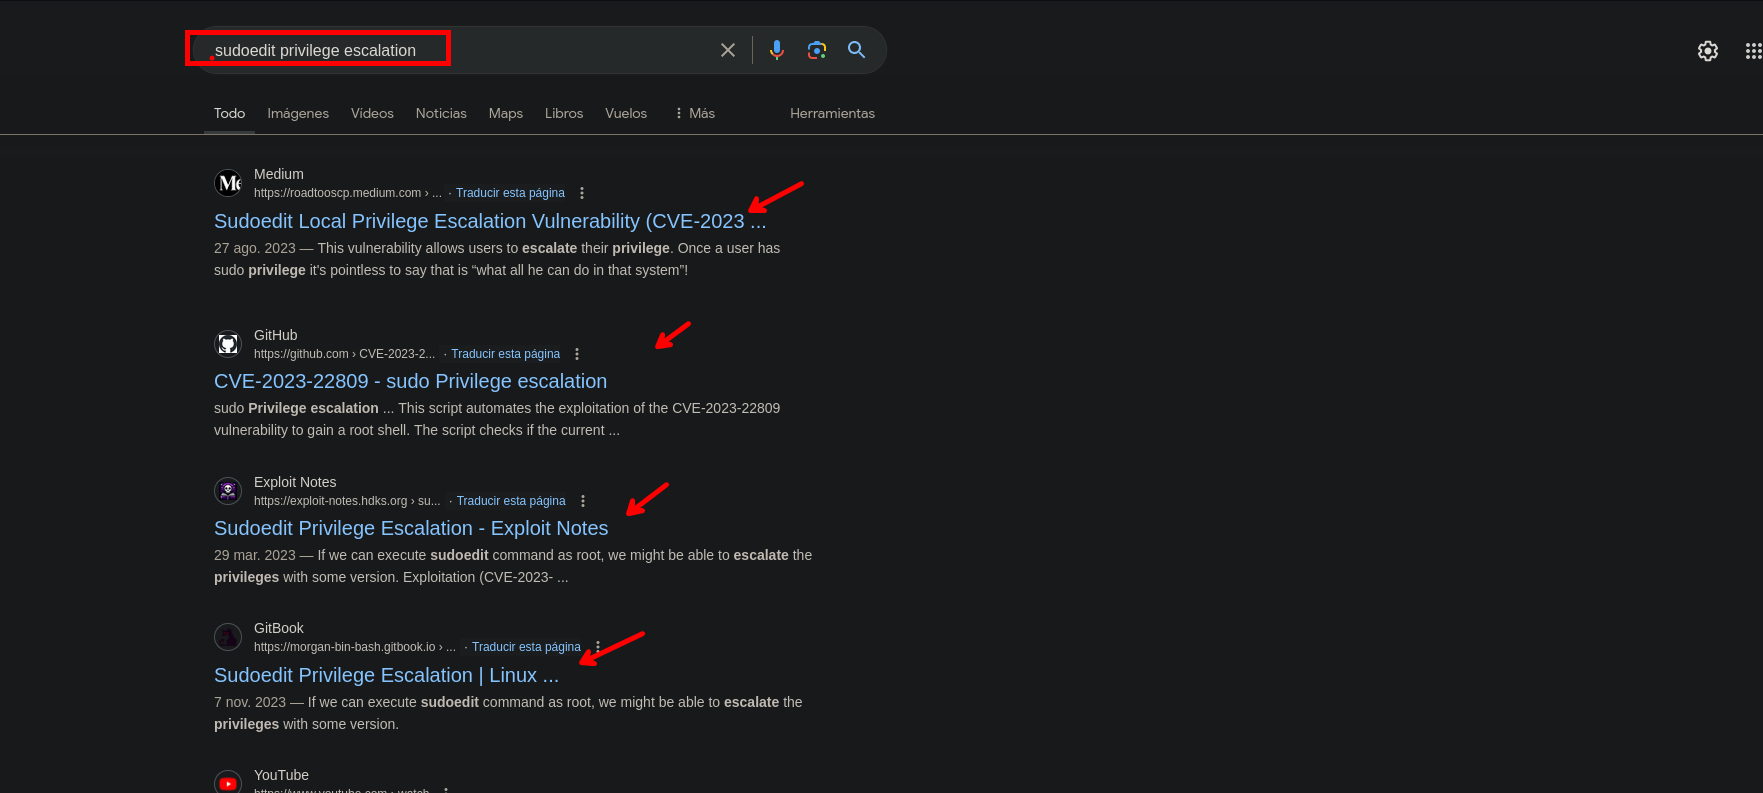 sudoedit privilege escalation
Todo Imágenes Vídeos Noticias Maps Libros Vuelos Más Herramientas
Medium
https://roadtooscp.medium.com › ... · Traducir esta página
Sudoedit Local Privilege Escalation Vulnerability (CVE-2023 ...
27 ago. 2023 — This vulnerability allows users to escalate their privilege. Once a user has
sudo privilege it's pointless to say that is “what all he can do in that system”!
GitHub
https://github.com › CVE-2023-2... · Traducir esta página
CVE-2023-22809 - sudo Privilege escalation
sudo Privilege escalation ... This script automates the exploitation of the CVE-2023-22809
vulnerability to gain a root shell. The script checks if the current ...
Exploit Notes
https://exploit-notes.hdks.org › su... · Traducir esta página
Sudoedit Privilege Escalation - Exploit Notes
29 mar. 2023 — If we can execute sudoedit command as root, we might be able to escalate the
privileges with some version. Exploitation (CVE-2023- ...
GitBook
https://morgan-bin-bash.gitbook.io › ... · Traducir esta página
Sudoedit Privilege Escalation | Linux ...
7 nov. 2023 — If we can execute sudoedit command as root, we might be able to escalate the
privileges with some version.
YouTube
https://www.youtube.com › watch